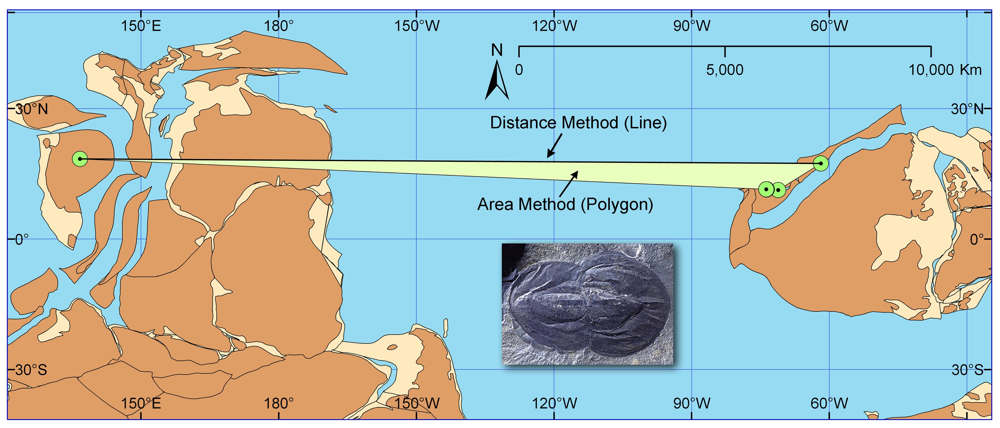 150°E 180° 150°W 120°W 90°W 60°W
N
0 5,000 10,000 Km
30°N 30°N
Distance Method (Line)
Area Method (Polygon)
0° 0°
30°S 30°S
150°E 180° 150°W 120°W 90°W 60°W